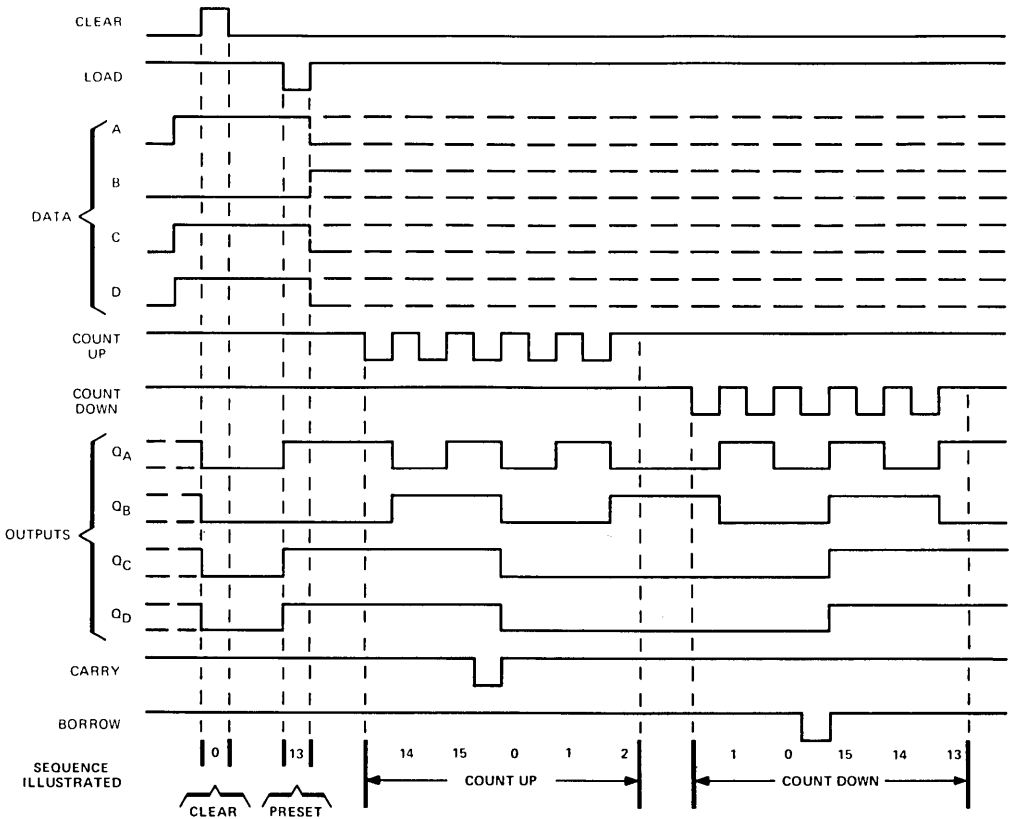 CLEAR
LOAD
A
B
DATA
C
D
COUNT
UP
COUNT
DOWN
QA
QB
OUTPUTS
QC
QD
CARRY
BORROW
SEQUENCE
ILLUSTRATED
0 13 14 15 0 1 2 1 0 15 14 13
COUNT UP COUNT DOWN
CLEAR PRESET